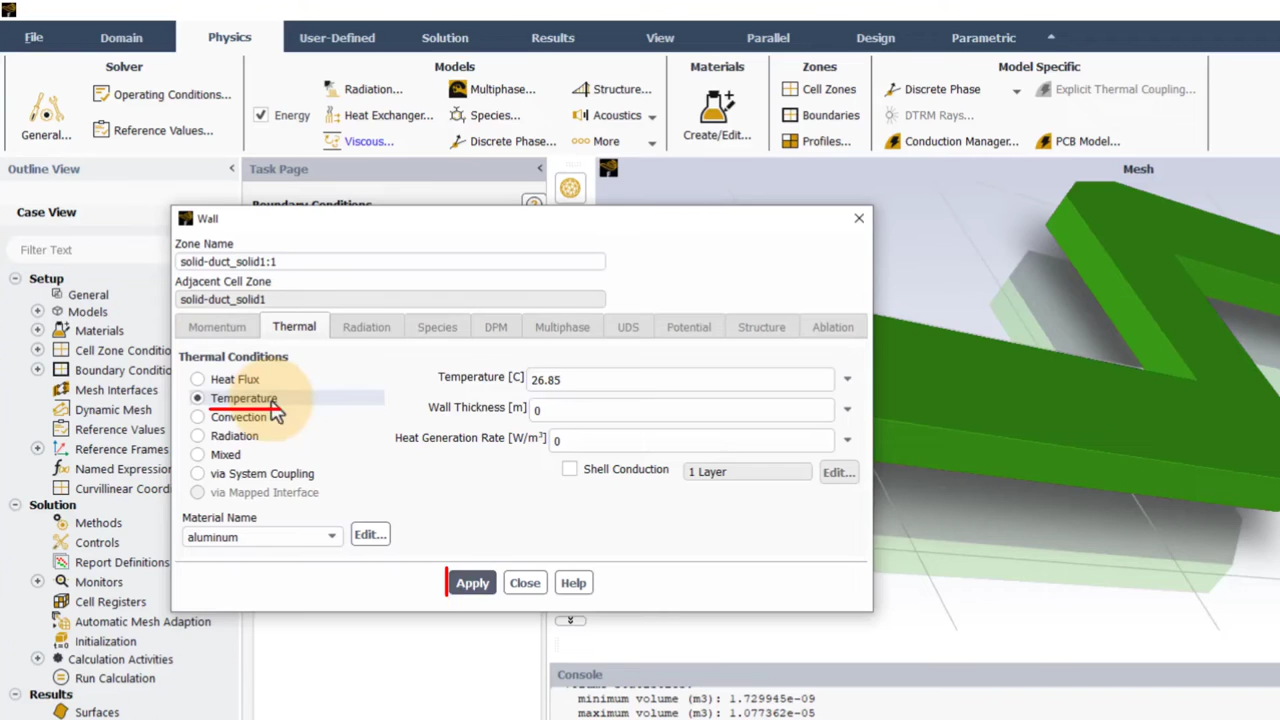 File Domain Physics User-Defined Solution Results View Parallel Design Parametric
Solver Models Materials Zones Model Specific
Operating Conditions... Radiation... Multiphase... Structure... Cell Zones Discrete Phase Explicit Thermal Coupling...
Energy Heat Exchanger... Species... Acoustics Boundaries DTRM Rays...
General... Reference Values... Viscous... Discrete Phase... More Create/Edit... Profiles... Conduction Manager... PCB Model...
Outline View < Task Page < Mesh
Case View Boundary Conditions
Filter Text
Wall
Zone Name
solid-duct_solid1:1
Adjacent Cell Zone
solid-duct_solid1
Momentum Thermal Radiation Species DPM Multiphase UDS Potential Structure Ablation
Thermal Conditions
Heat Flux
Temperature
Convection
Radiation
Mixed
via System Coupling
via Mapped Interface
Temperature [C] 26.85
Wall Thickness [m] 0
Heat Generation Rate [W/m³] 0
Shell Conduction 1 Layer Edit...
Material Name
aluminum Edit...
Apply Close Help
Setup
General
Models
Materials
Cell Zone Conditio
Boundary Conditio
Mesh Interfaces
Dynamic Mesh
Reference Values
Reference Frames
Named Expression
Curvilinear Coordi
Solution
Methods
Controls
Report Definitions
Monitors
Cell Registers
Automatic Mesh Adaption
Initialization
Calculation Activities
Run Calculation
Results
Surfaces
Console
minimum volume (m3): 1.729945e-09
maximum volume (m3): 1.077362e-05